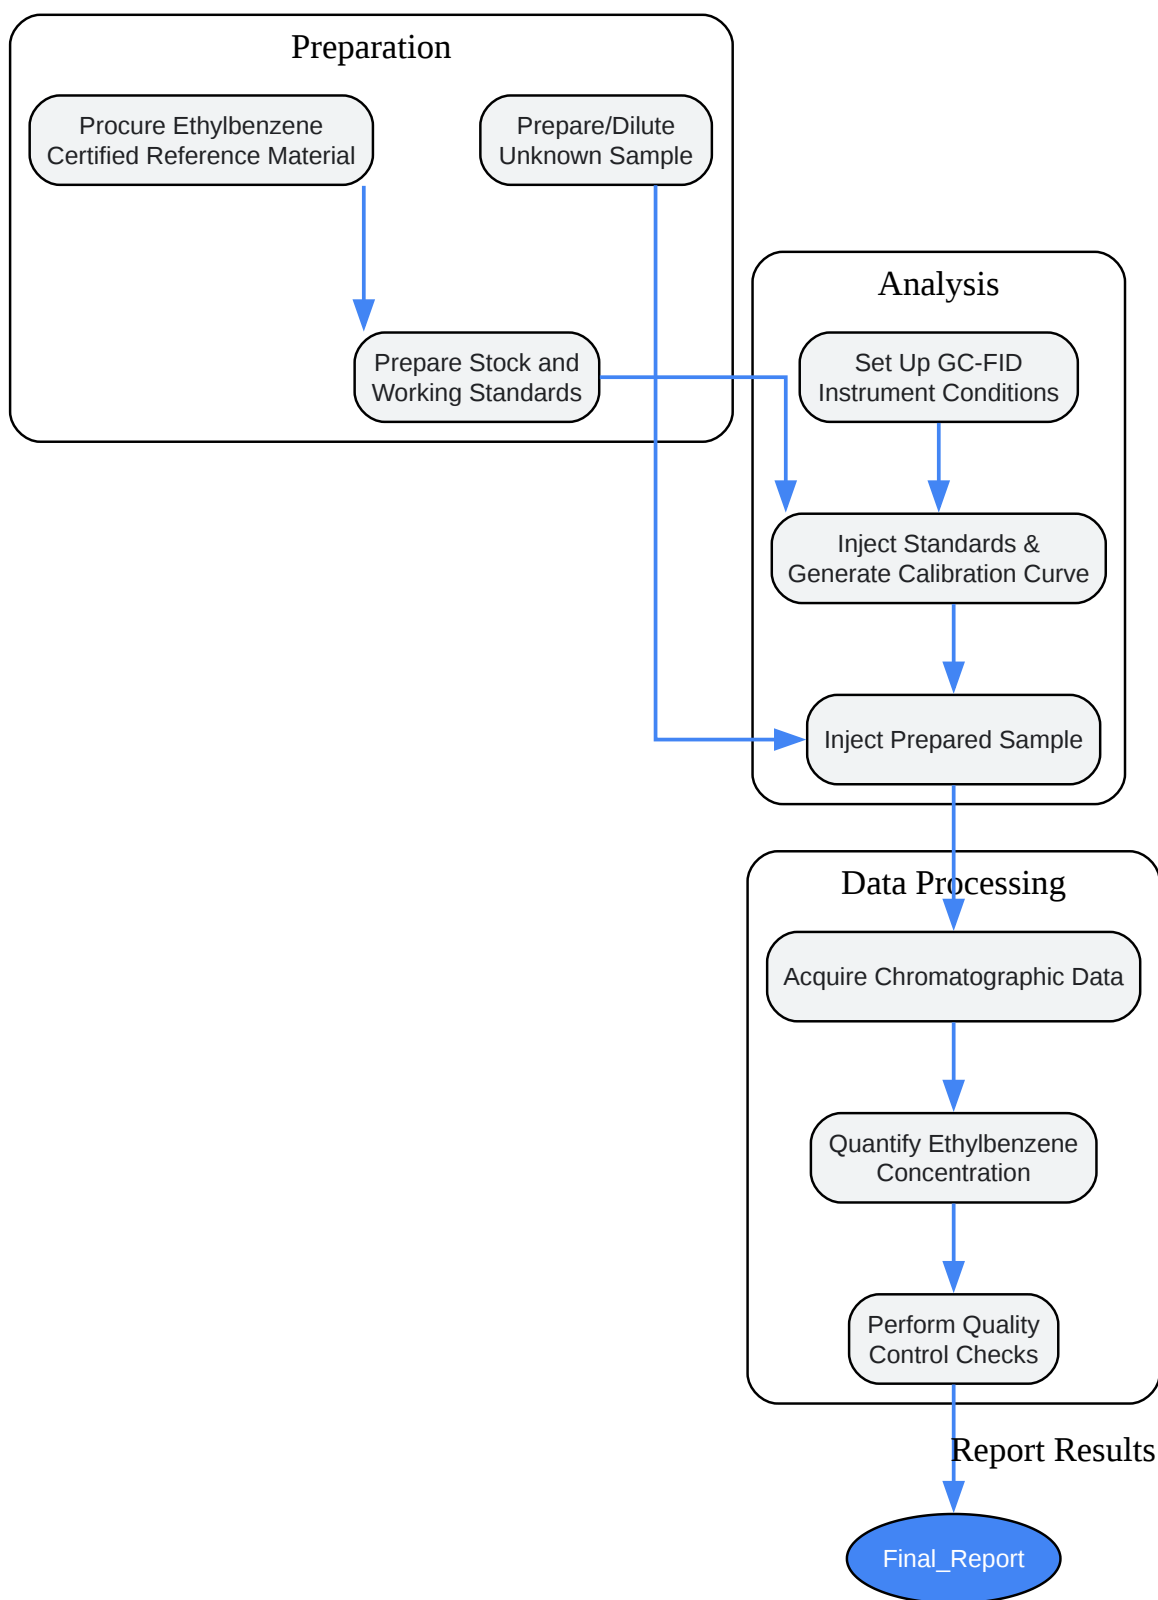 Preparation
Procure Ethylbenzene
Certified Reference Material
Prepare/Dilute
Unknown Sample
Prepare Stock and
Working Standards
Analysis
Set Up GC-FID
Instrument Conditions
Inject Standards &
Generate Calibration Curve
Inject Prepared Sample
Data Processing
Acquire Chromatographic Data
Quantify Ethylbenzene
Concentration
Perform Quality
Control Checks
Report Results
Final_Report